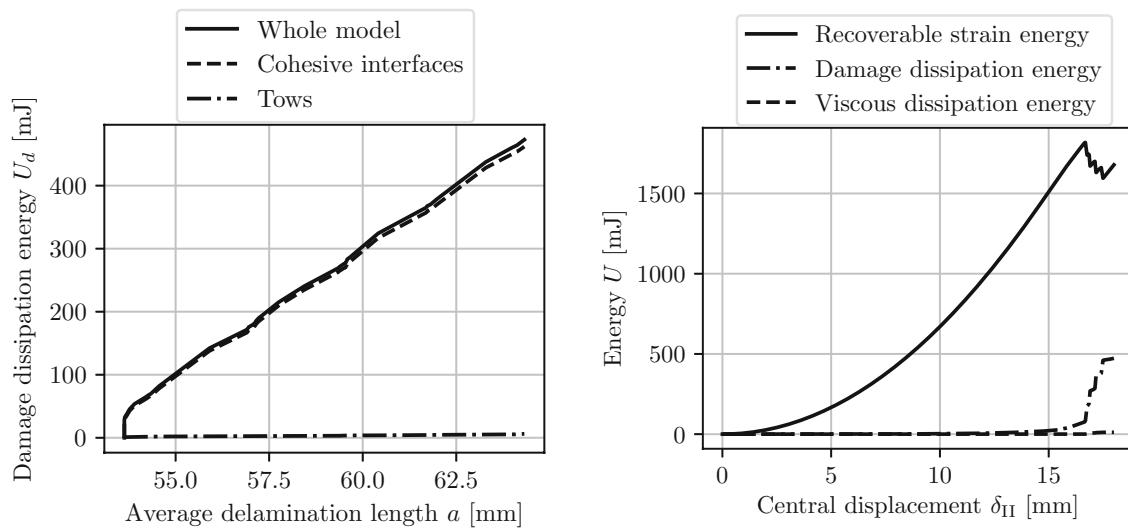 Whole model
Cohesive interfaces
Tows
Damage dissipation energy U_d [mJ]
400
300
200
100
0
55.0 57.5 60.0 62.5
Average delamination length a [mm]
Recoverable strain energy
Damage dissipation energy
Viscous dissipation energy
Energy U [mJ]
1500
1000
500
0
0 5 10 15
Central displacement δ_II [mm]